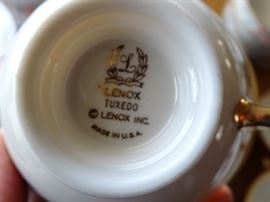 L
LENOX
TUXEDO
© LENOX INC.
MADE IN U.S.A.